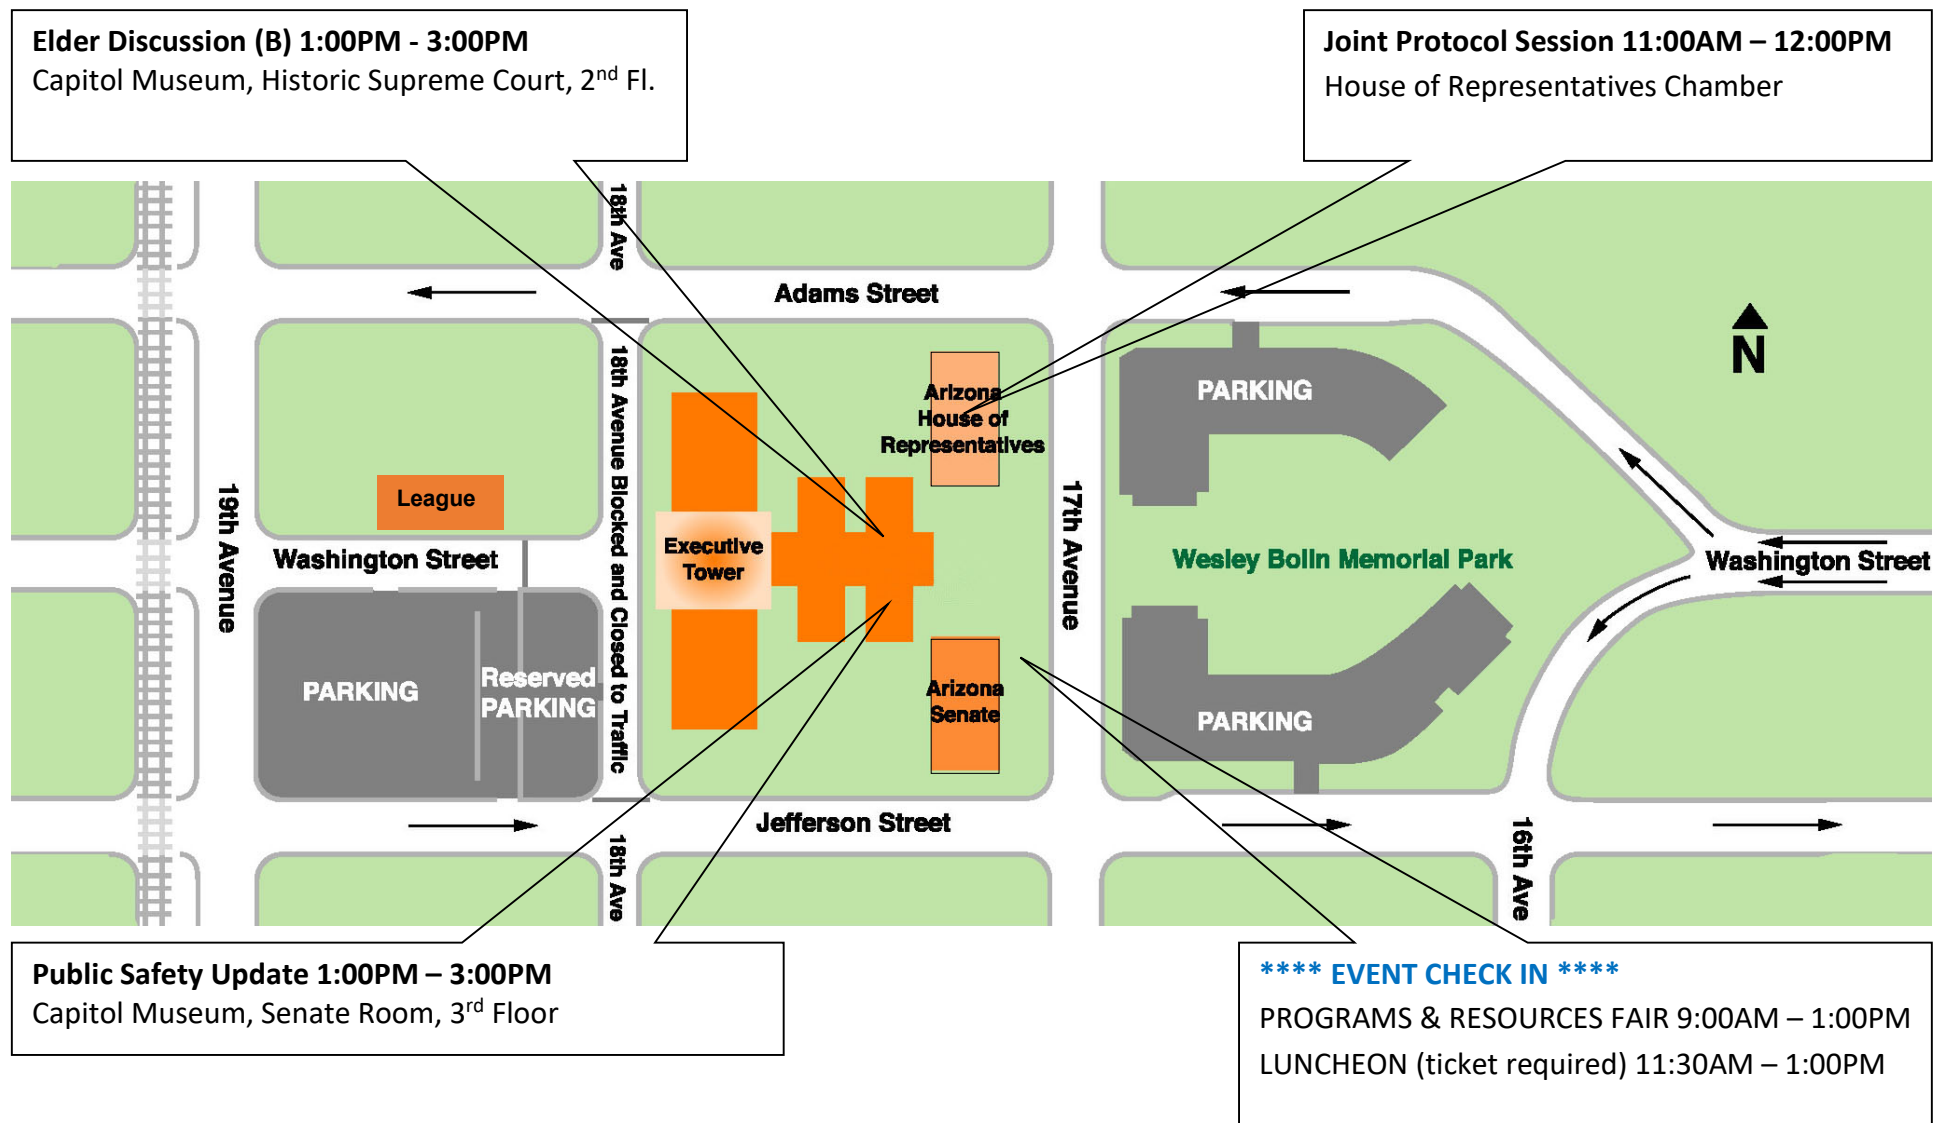 Elder Discussion (B) 1:00PM - 3:00PM
Capitol Museum, Historic Supreme Court, 2nd Fl.
Joint Protocol Session 11:00AM – 12:00PM
House of Representatives Chamber
18th Ave
Adams Street
N
18th Avenue Blocked and Closed to Traffic
Arizona
House of
Representatives
PARKING
League
19th Avenue
17th Avenue
Washington Street
Executive
Tower
Wesley Bolin Memorial Park
Washington Street
PARKING
Reserved
PARKING
Arizona
Senate
PARKING
Jefferson Street
18th Ave
16th Ave
Public Safety Update 1:00PM – 3:00PM
Capitol Museum, Senate Room, 3rd Floor
**** EVENT CHECK IN ****
PROGRAMS & RESOURCES FAIR 9:00AM – 1:00PM
LUNCHEON (ticket required) 11:30AM – 1:00PM